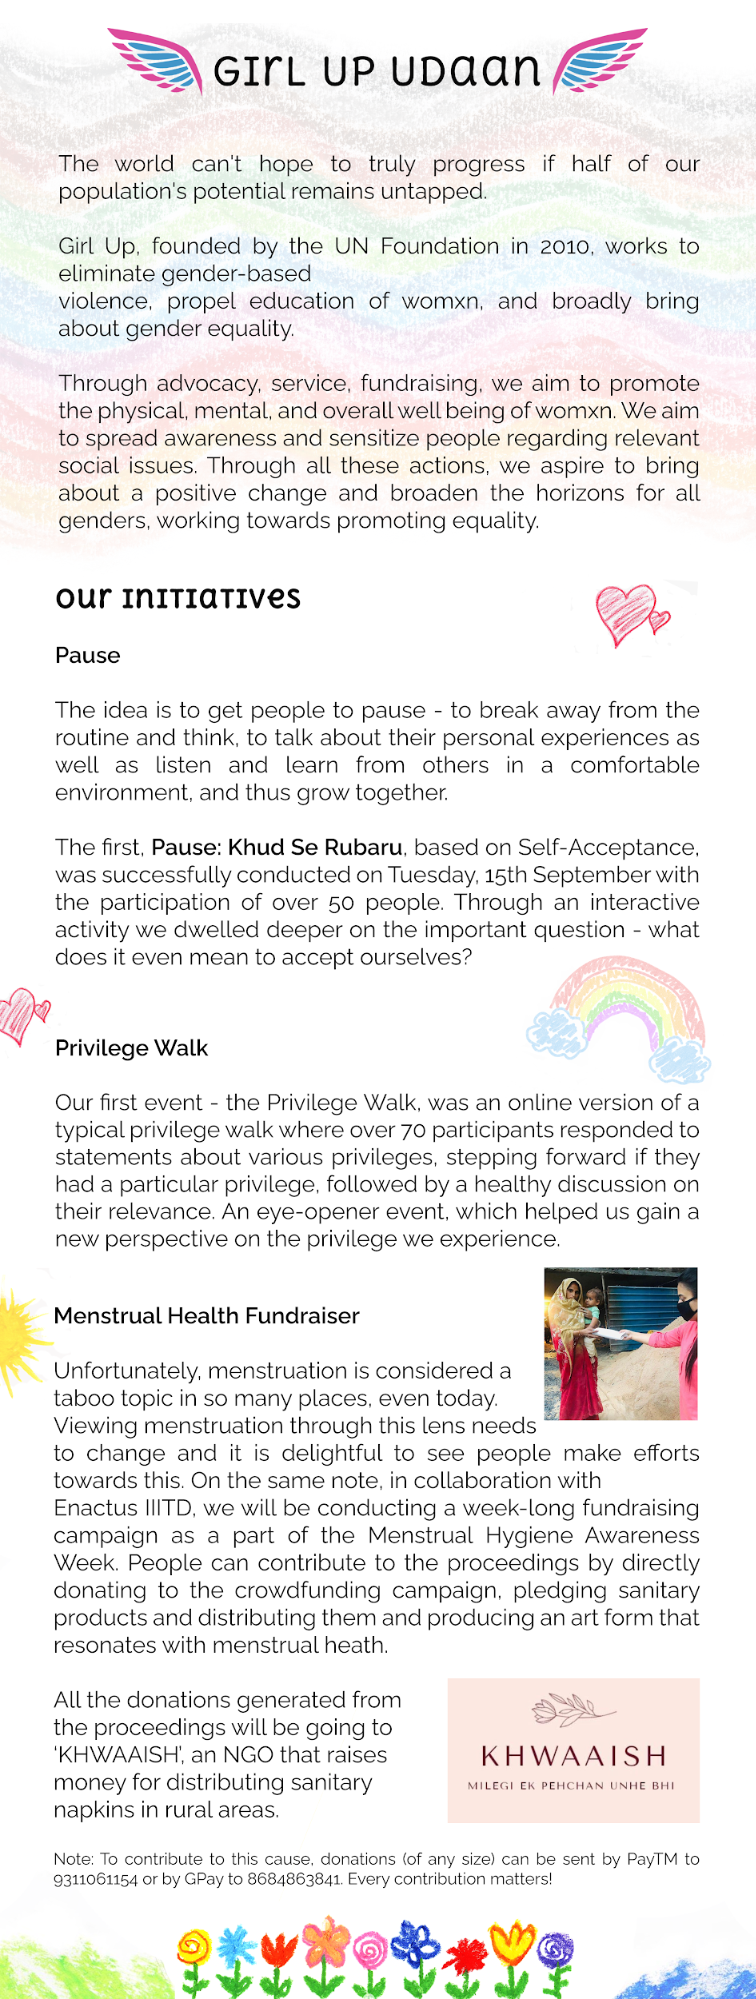 GIRL UP UDAAN
The world can't hope to truly progress if half of our
population's potential remains untapped.
Girl Up, founded by the UN Foundation in 2010, works to
eliminate gender-based
violence, propel education of womxn, and broadly bring
about gender equality.
Through advocacy, service, fundraising, we aim to promote
the physical, mental, and overall well being of womxn. We aim
to spread awareness and sensitize people regarding relevant
social issues. Through all these actions, we aspire to bring
about a positive change and broaden the horizons for all
genders, working towards promoting equality.
OUR INITIATIVES
Pause
The idea is to get people to pause - to break away from the
routine and think, to talk about their personal experiences as
well as listen and learn from others in a comfortable
environment, and thus grow together.
The first, Pause: Khud Se Rubaru, based on Self-Acceptance,
was successfully conducted on Tuesday, 15th September with
the participation of over 50 people. Through an interactive
activity we dwelled deeper on the important question - what
does it even mean to accept ourselves?
Privilege Walk
Our first event - the Privilege Walk, was an online version of a
typical privilege walk where over 70 participants responded to
statements about various privileges, stepping forward if they
had a particular privilege, followed by a healthy discussion on
their relevance. An eye-opener event, which helped us gain a
new perspective on the privilege we experience.
Menstrual Health Fundraiser
Unfortunately, menstruation is considered a
taboo topic in so many places, even today.
Viewing menstruation through this lens needs
to change and it is delightful to see people make efforts
towards this. On the same note, in collaboration with
Enactus IIITD, we will be conducting a week-long fundraising
campaign as a part of the Menstrual Hygiene Awareness
Week. People can contribute to the proceedings by directly
donating to the crowdfunding campaign, pledging sanitary
products and distributing them and producing an art form that
resonates with menstrual heath.
All the donations generated from
the proceedings will be going to
'KHWAAISH', an NGO that raises
money for distributing sanitary
napkins in rural areas.
KHWAAISH
MILEGI EK PEHCHAN UNHE BHI
Note: To contribute to this cause, donations (of any size) can be sent by PayTM to
9311061154 or by GPay to 8684863841. Every contribution matters!